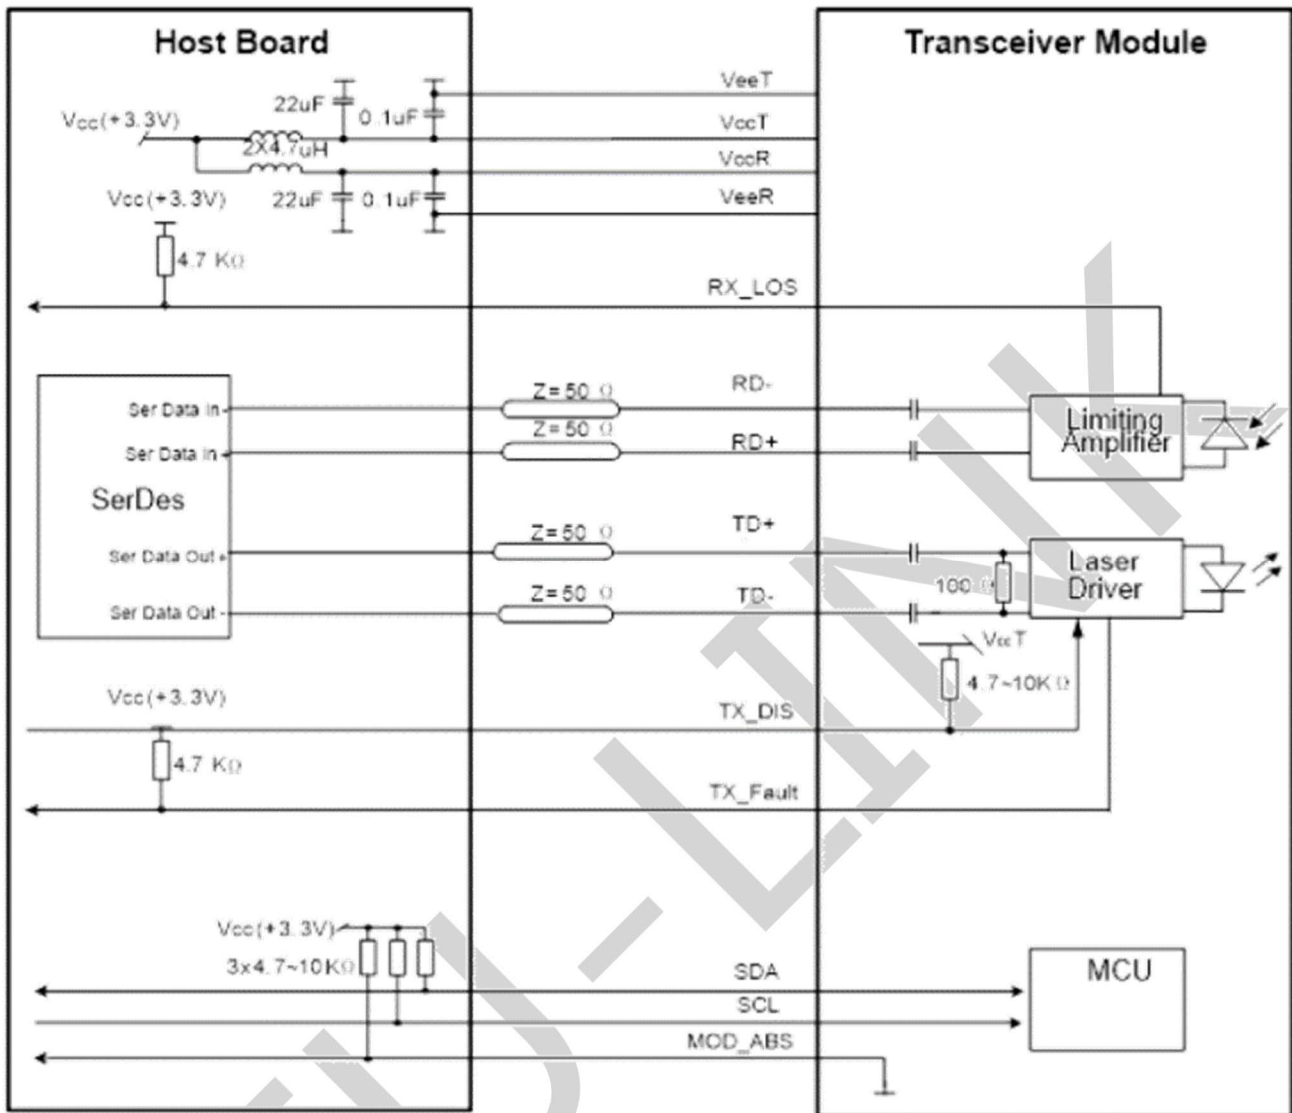 Host Board
Transceiver Module
VeeT
22uF
0.1uF
Vcc(+3.3V)
VccT
2X4.7uH
VccR
Vcc(+3.3V)
22uF
0.1uF
VeeR
4.7 KΩ
RX_LOS
RD-
Z=50 Ω
Ser Data In -
Limiting
Amplifier
Z=50 Ω
RD+
Ser Data In +
SerDes
TD+
Z=50 Ω
Ser Data Out +
Laser
Driver
100 Ω
Z=50 Ω
TD-
Ser Data Out -
VccT
4.7~10KΩ
Vcc(+3.3V)
TX_DIS
4.7 KΩ
TX_Fault
Vcc(+3.3V)
3x4.7~10KΩ
SDA
MCU
SCL
MOD_ABS
U-LINK